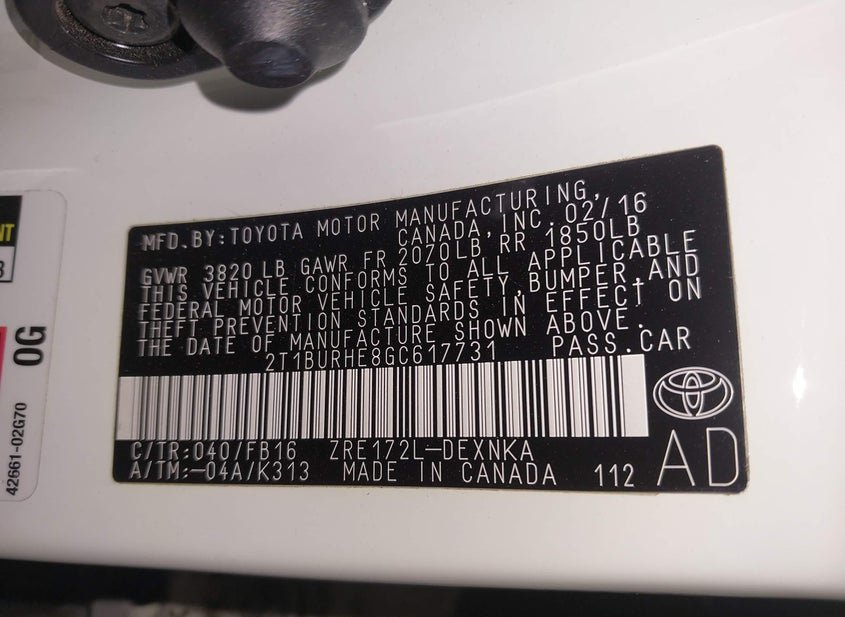 MFD.BY:TOYOTA MOTOR MANUFACTURING,
CANADA,INC.02/16
GVWR 3820 LB GAWR FR 2070LB RR 1850LB
THIS VEHICLE CONFORMS TO ALL APPLICABLE
FEDERAL MOTOR VEHICLE SAFETY,BUMPER,AND
THEFT PREVENTION STANDARDS IN EFFECT ON
THE DATE OF MANUFACTURE SHOWN ABOVE.
2T1BURHE8GC617731 PASS.CAR
C/TR:040/FB16 ZRE172L-DEXNKA
A/TM:-04A/K313 MADE IN CANADA 112
AD
0G
42661-02G70